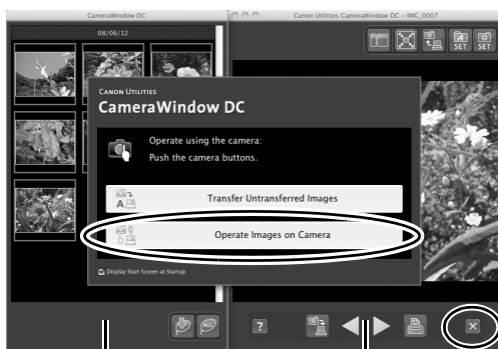 CameraWindow DC
Canon Utilities CameraWindow DC - IMG_0007
08/06/12
SET
SET
CANON UTILITIES
CameraWindow DC
Operate using the camera:
Push the camera buttons.
A
Transfer Untransferred Images
Operate Images on Camera
Display Start Screen at Startup
ALL
?